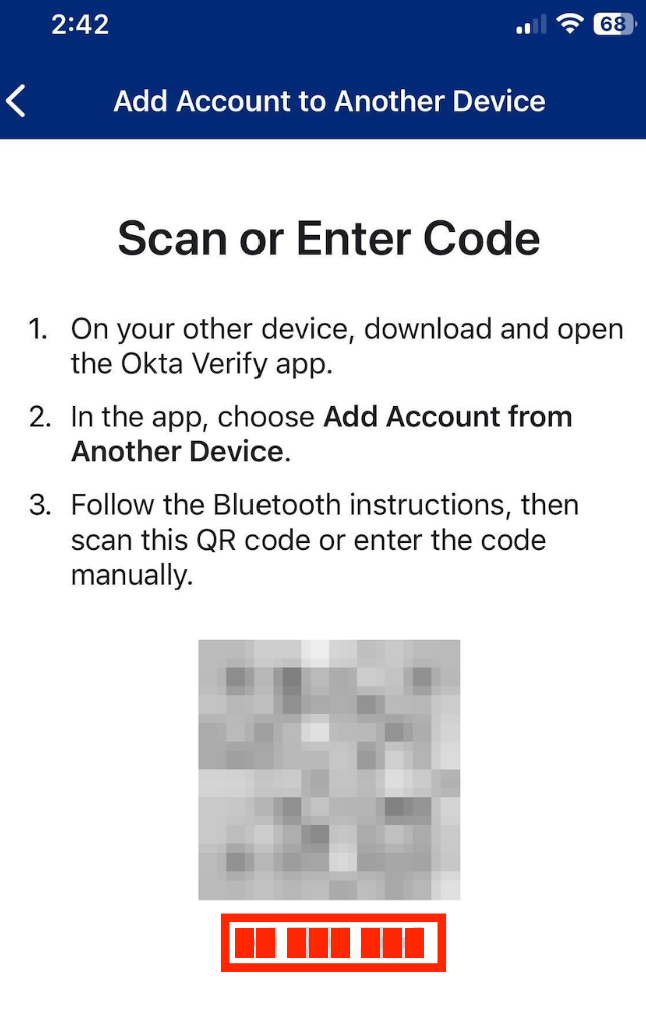 2:42
68
Add Account to Another Device
Scan or Enter Code
1. On your other device, download and open
the Okta Verify app.
2. In the app, choose Add Account from
Another Device.
3. Follow the Bluetooth instructions, then
scan this QR code or enter the code
manually.